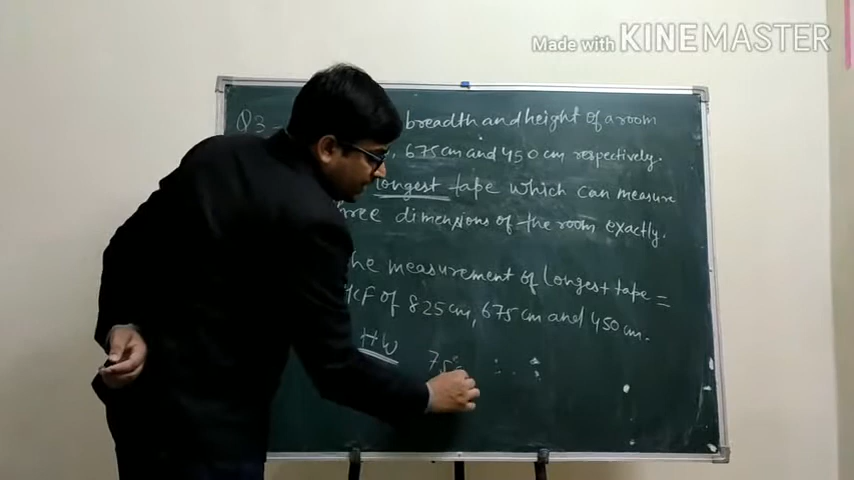 Made with KINEMASTER
Q3 breadth and height of a room
, 675 cm and 450 cm respectively.
longest tape which can measure
three dimensions of the room exactly.
the measurement of longest tape =
HCF of 825 cm, 675 cm and 450 cm.
HW